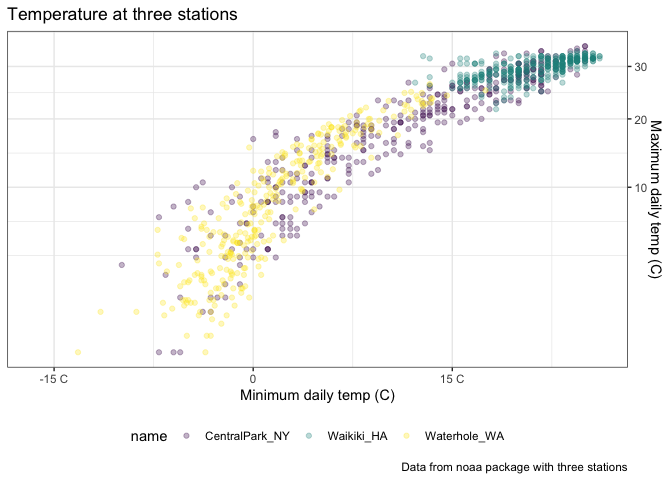 Temperature at three stations
30
20
10
Maximum daily temp (C)
-15 C
0
15 C
Minimum daily temp (C)
name
CentralPark_NY
Waikiki_HA
Waterhole_WA
Data from noaa package with three stations